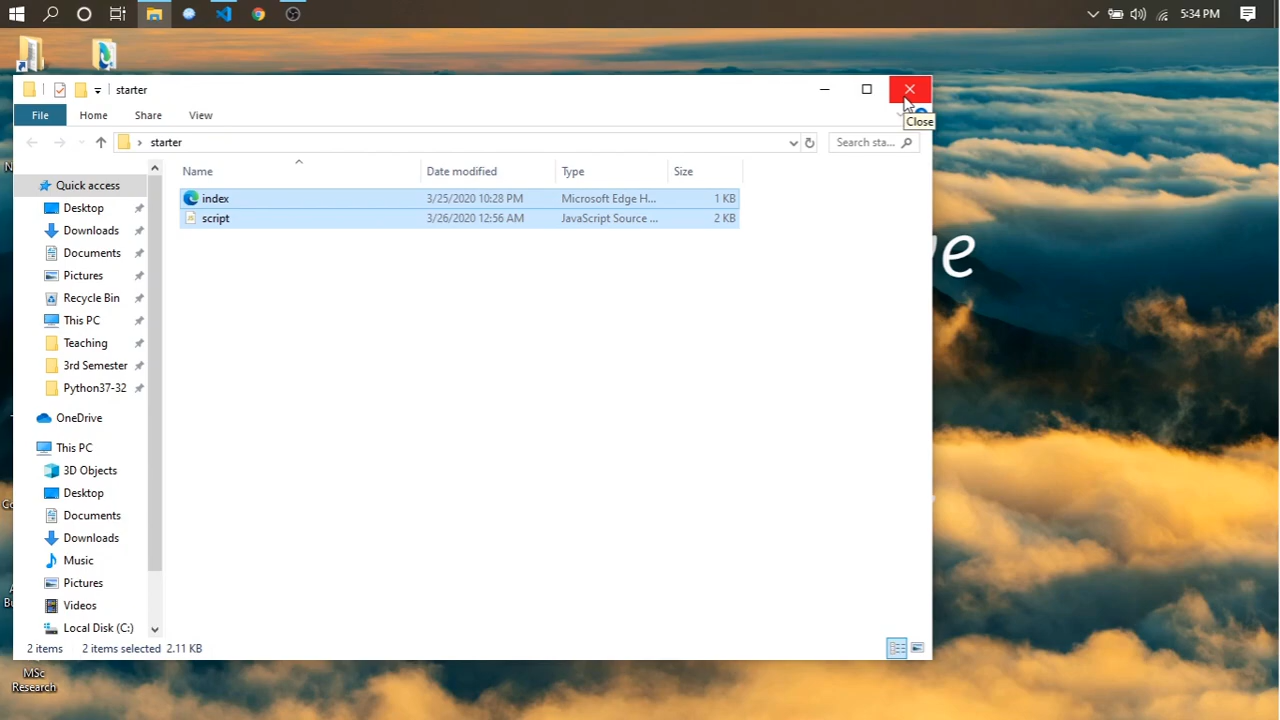 5:34 PM
starter
Close
File Home Share View
starter
Search sta...
Name Date modified Type Size
index 3/25/2020 10:28 PM Microsoft Edge H... 1 KB
script 3/26/2020 12:56 AM JavaScript Source ... 2 KB
Quick access
Desktop
Downloads
Documents
Pictures
Recycle Bin
This PC
Teaching
3rd Semester
Python37-32
OneDrive
This PC
3D Objects
Desktop
Documents
Downloads
Music
Pictures
Videos
Local Disk (C:)
2 items 2 items selected 2.11 KB
MSc
Research